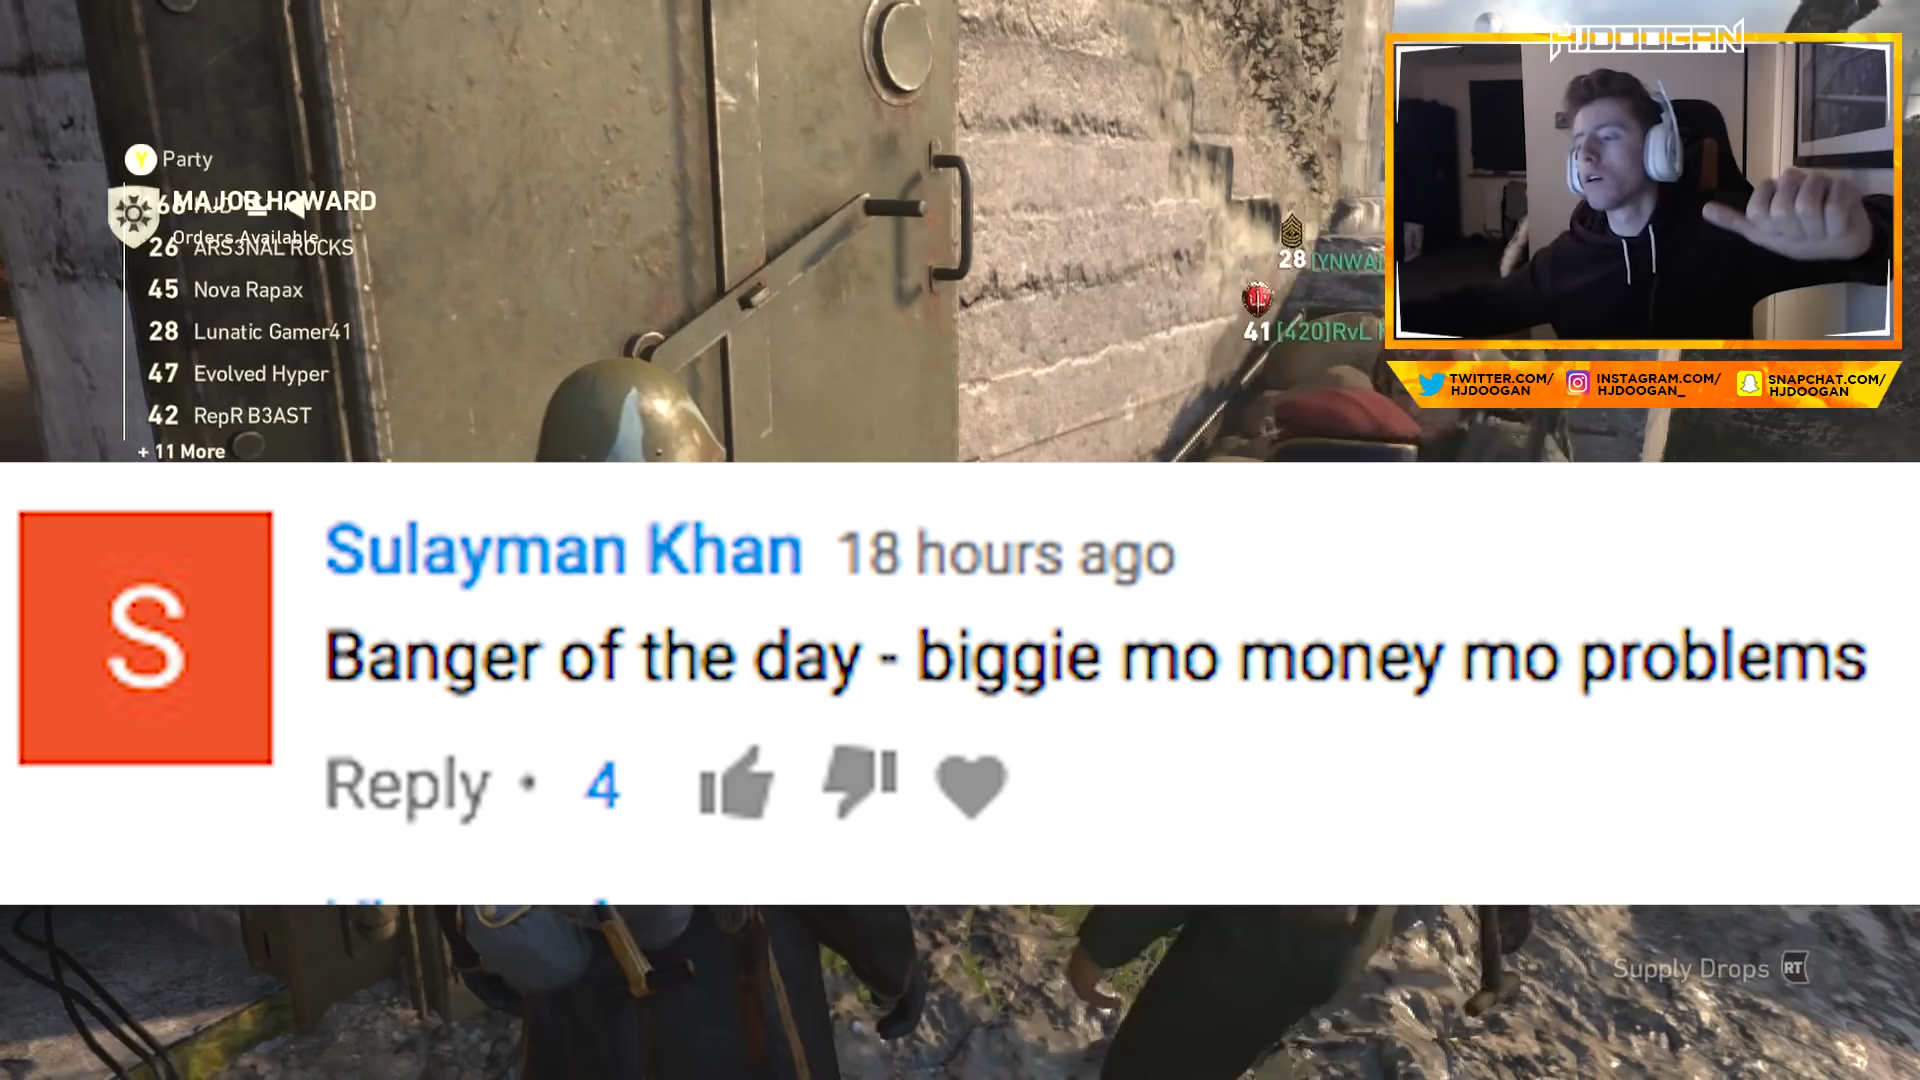 HJDOOGAN
Y Party
MAJOR HOWARD
Orders Available
26 ARS3NAL ROCKS
45 Nova Rapax
28 Lunatic Gamer41
47 Evolved Hyper
42 RepR B3AST
+ 11 More
28 [YNWA]
41 [420]RvL
TWITTER.COM/
HJDOOGAN
INSTAGRAM.COM/
HJDOOGAN_
SNAPCHAT.COM/
HJDOOGAN
S
Sulayman Khan 18 hours ago
Banger of the day - biggie mo money mo problems
Reply • 4
Supply Drops RT